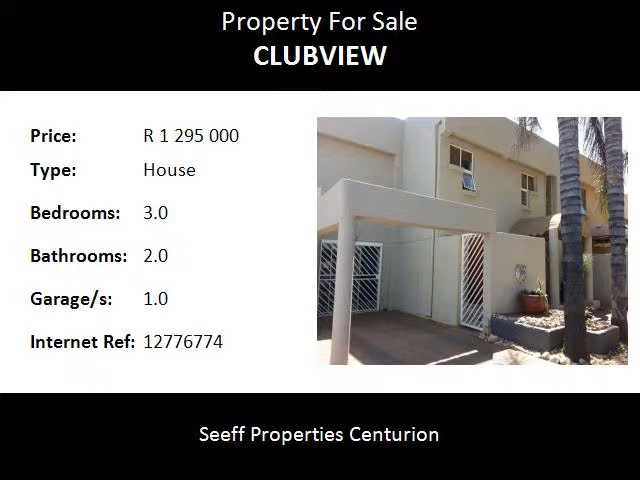 Property For Sale
CLUBVIEW
Price: R 1 295 000
Type: House
Bedrooms: 3.0
Bathrooms: 2.0
Garage/s: 1.0
Internet Ref: 12776774
Seeff Properties Centurion